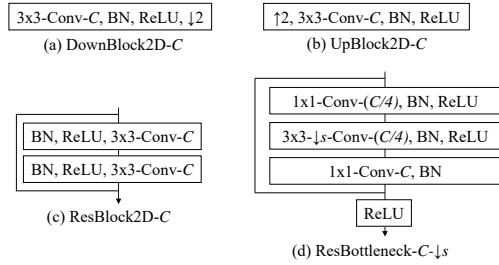 3x3-Conv-C, BN, ReLU, ↓2
(a) DownBlock2D-C
↑2, 3x3-Conv-C, BN, ReLU
(b) UpBlock2D-C
BN, ReLU, 3x3-Conv-C
BN, ReLU, 3x3-Conv-C
(c) ResBlock2D-C
1x1-Conv-(C/4), BN, ReLU
3x3-↓s-Conv-(C/4), BN, ReLU
1x1-Conv-C, BN
ReLU
(d) ResBottleneck-C-↓s